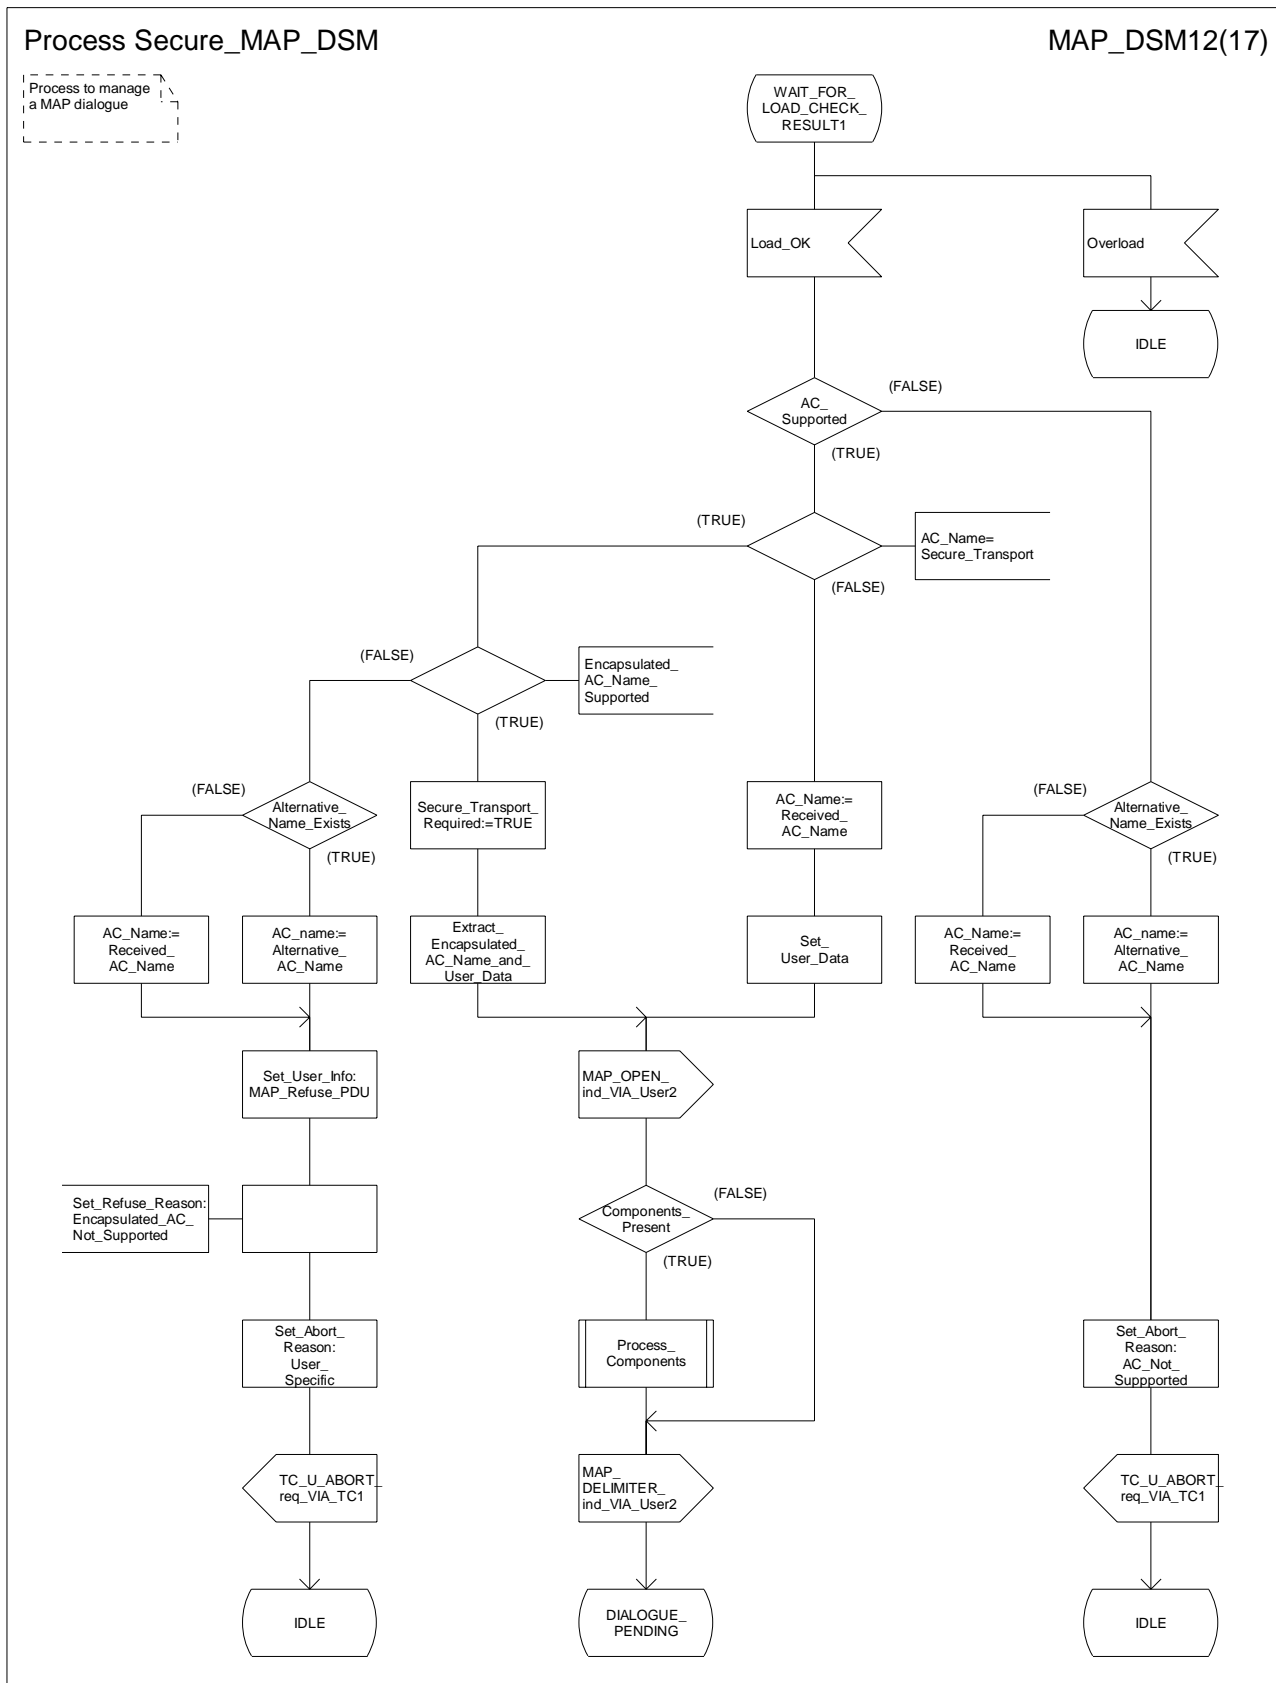 Process Secure_MAP_DSM
MAP_DSM12(17)
Process to manage
a MAP dialogue
WAIT_FOR_
LOAD_CHECK_
RESULT1
Load_OK
Overload
IDLE
AC_
Supported
(FALSE)
(TRUE)
(TRUE)
AC_Name=
Secure_Transport
(FALSE)
(FALSE)
Encapsulated_
AC_Name_
Supported
(TRUE)
(FALSE)
Alternative_
Name_Exists
(TRUE)
Secure_Transport_
Required:=TRUE
AC_Name:=
Received_
AC_Name
(FALSE)
Alternative_
Name_Exists
(TRUE)
AC_Name:=
Received_
AC_Name
AC_name:=
Alternative_
AC_Name
Extract_
Encapsulated_
AC_Name_and_
User_Data
Set_
User_Data
AC_Name:=
Received_
AC_Name
AC_name:=
Alternative_
AC_Name
Set_User_Info:
MAP_Refuse_PDU
MAP_OPEN_
ind_VIA_User2
Set_Refuse_Reason:
Encapsulated_AC_
Not_Supported
Components_
Present
(FALSE)
(TRUE)
Set_Abort_
Reason:
User_
Specific
Process_
Components
Set_Abort_
Reason:
AC_Not_
Suppported
TC_U_ABORT_
req_VIA_TC1
MAP_
DELIMITER_
ind_VIA_User2
TC_U_ABORT_
req_VIA_TC1
IDLE
DIALOGUE_
PENDING
IDLE